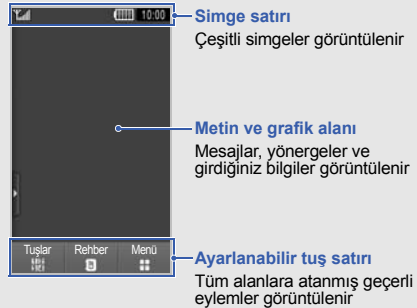 10:00
Simge satırı
Çeşitli simgeler görüntülenir
Metin ve grafik alanı
Mesajlar, yönergeler ve
girdiğiniz bilgiler görüntülenir
Tuşlar Rehber Menü
Ayarlanabilir tuş satırı
Tüm alanlara atanmış geçerli
eylemler görüntülenir